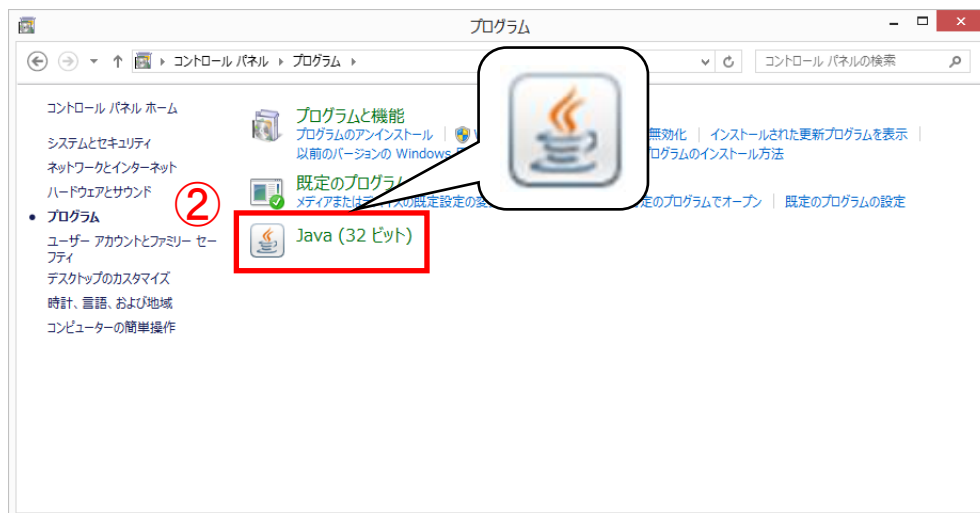 プログラム
コントロール パネル プログラム
コントロール パネルの検索
コントロール パネル ホーム
システムとセキュリティ
ネットワークとインターネット
ハードウェアとサウンド
プログラム
ユーザー アカウントとファミリー セー
フティ
デスクトップのカスタマイズ
時計、言語、および地域
コンピューターの簡単操作
プログラムと機能
プログラムのアンインストール 無効化 インストールされた更新プログラムを表示
以前のバージョンの Windows プログラムのインストール方法
既定のプログラム
メディアまたはデバイスの既定設定の変 定のプログラムでオープン 既定のプログラムの設定
②
Java (32 ビット)